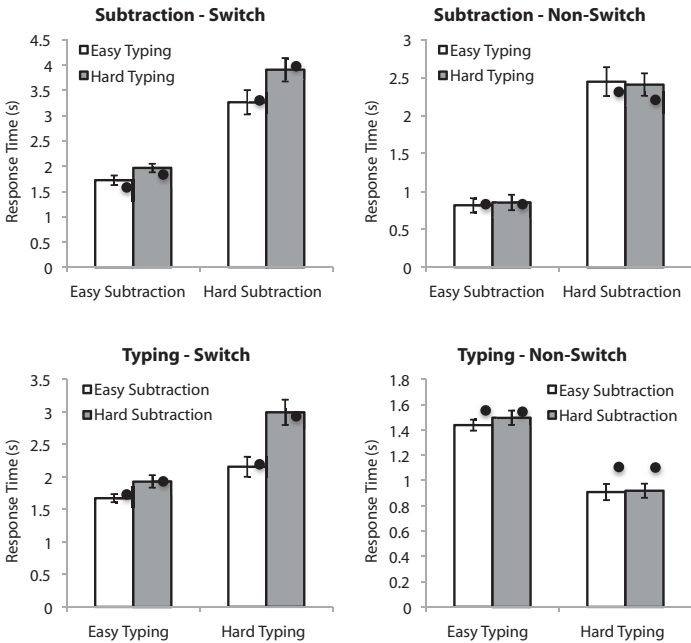 Subtraction - Switch
Response Time (s)
4.5
4
3.5
3
2.5
2
1.5
1
0.5
0
Easy Typing
Hard Typing
Easy Subtraction
Hard Subtraction
Subtraction - Non-Switch
Response Time (s)
3
2.5
2
1.5
1
0.5
0
Easy Typing
Hard Typing
Easy Subtraction
Hard Subtraction
Typing - Switch
Response Time (s)
3.5
3
2.5
2
1.5
1
0.5
0
Easy Subtraction
Hard Subtraction
Easy Typing
Hard Typing
Typing - Non-Switch
Response Time (s)
1.8
1.6
1.4
1.2
1
0.8
0.6
0.4
0.2
0
Easy Subtraction
Hard Subtraction
Easy Typing
Hard Typing